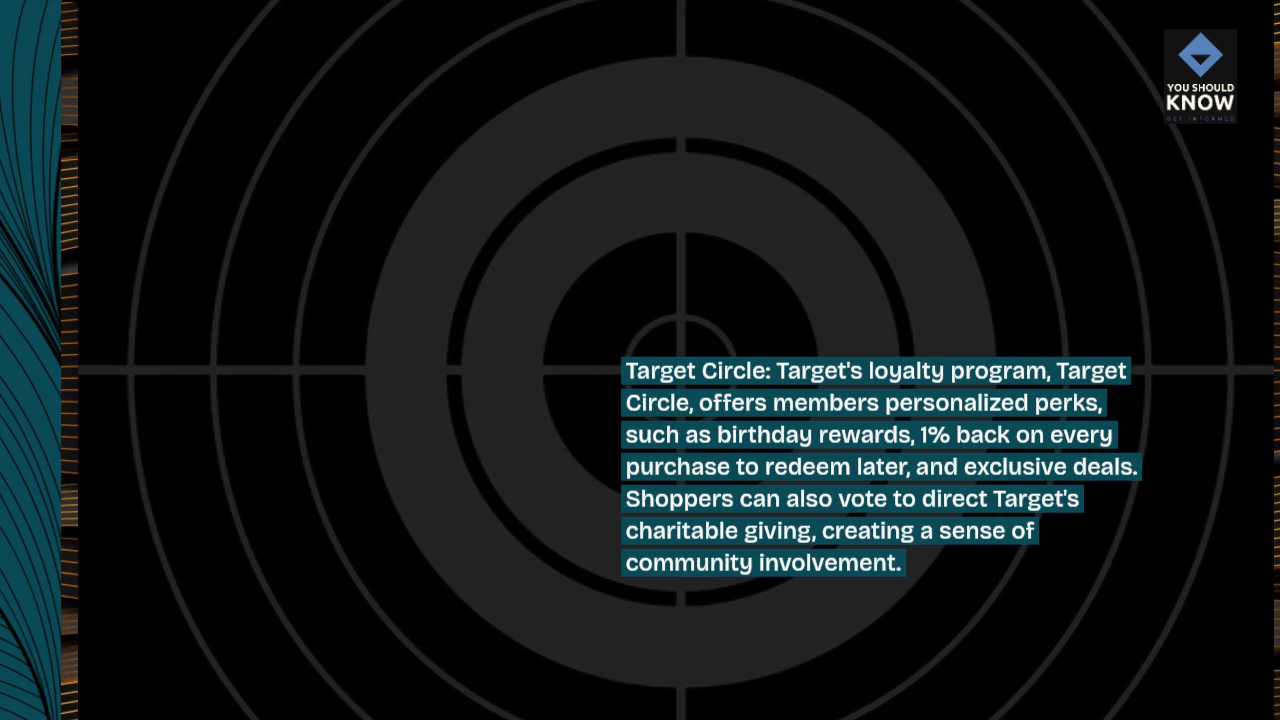 YOU SHOULD
KNOW
GET INFORMED
Target Circle: Target's loyalty program, Target
Circle, offers members personalized perks,
such as birthday rewards, 1% back on every
purchase to redeem later, and exclusive deals.
Shoppers can also vote to direct Target's
charitable giving, creating a sense of
community involvement.